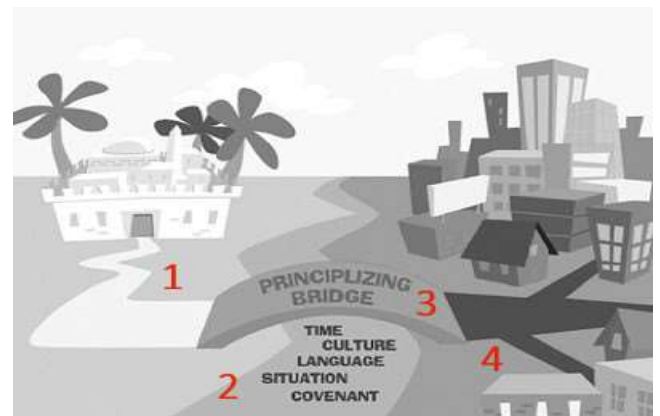 1
PRINCIPLIZING
BRIDGE
3
TIME
CULTURE
LANGUAGE
4
2
SITUATION
COVENANT